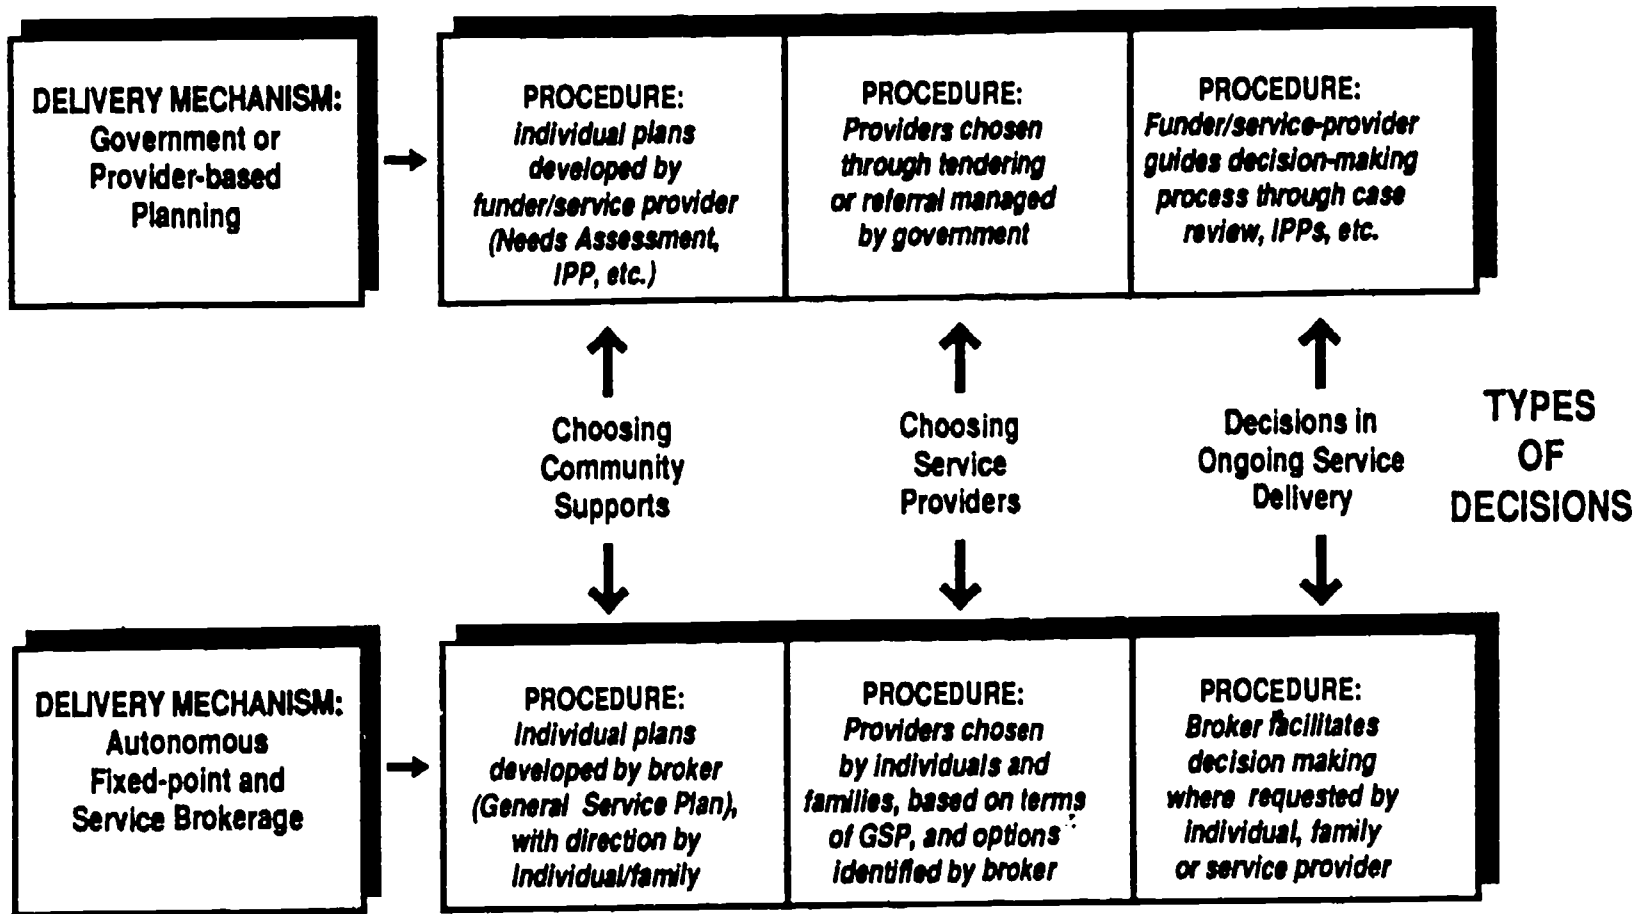 DELIVERY MECHANISM:
Government or
Provider-based
Planning
PROCEDURE:
individual plans
developed by
funder/service provider
(Needs Assessment,
IPP, etc.)
PROCEDURE:
Providers chosen
through tendering
or referral managed
by government
PROCEDURE:
Funder/service-provider
guides decision-making
process through case
review, IPPs, etc.
Choosing
Community
Supports
Choosing
Service
Providers
Decisions in
Ongoing Service
Delivery
TYPES
OF
DECISIONS
DELIVERY MECHANISM:
Autonomous
Fixed-point and
Service Brokerage
PROCEDURE:
Individual plans
developed by broker
(General Service Plan),
with direction by
individual/family
PROCEDURE:
Providers chosen
by individuals and
families, based on terms
of GSP, and options
identified by broker
PROCEDURE:
Broker facilitates
decision making
where requested by
individual, family
or service provider